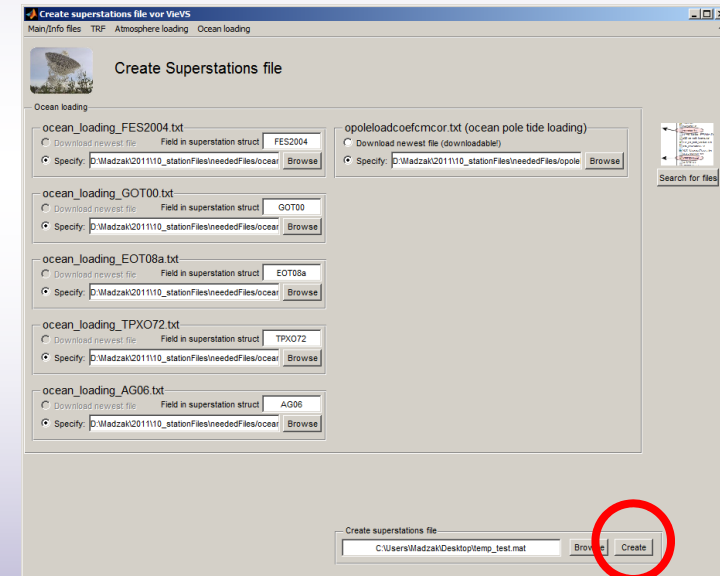 Create superstations file vor VieVS
Main/Info files TRF Atmosphere loading Ocean loading
Create Superstations file
Ocean loading
ocean_loading_FES2004.txt
Download newest file Field in superstation struct FES2004
Specify: D:\Madzak\2011\10_stationFiles\neededFiles/ocear Browse
opoleloadcoefcmcor.txt (ocean pole tide loading)
Download newest file (downloadable!)
Specify: D:\Madzak\2011\10_stationFiles\neededFiles/opole Browse
Search for files
ocean_loading_GOT00.txt
Download newest file Field in superstation struct GOT00
Specify: D:\Madzak\2011\10_stationFiles\neededFiles/ocear Browse
ocean_loading_EOT08a.txt
Download newest file Field in superstation struct EOT08a
Specify: D:\Madzak\2011\10_stationFiles\neededFiles/ocear Browse
ocean_loading_TPXO72.txt
Download newest file Field in superstation struct TPXO72
Specify: D:\Madzak\2011\10_stationFiles\neededFiles/ocear Browse
ocean_loading_AG06.txt
Download newest file Field in superstation struct AG06
Specify: D:\Madzak\2011\10_stationFiles\neededFiles/ocear Browse
Create superstations file
C:\Users\Madzak\Desktop\temp_test.mat Browse Create